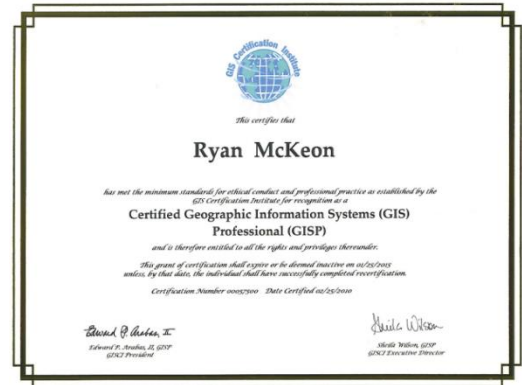 GIS Certification Institute
This certifies that
Ryan McKeon
has met the minimum standards for ethical conduct and professional practice as established by the
GIS Certification Institute for recognition as a
Certified Geographic Information Systems (GIS)
Professional (GISP)
and is therefore entitled to all the rights and privileges thereunder.
This grant of certification shall expire or be deemed inactive on 02/25/2015
unless, by that date, the individual shall have successfully completed recertification.
Certification Number 00057500 Date Certified 02/25/2010
Sheila Wilson
Edward P. Arabas, II, GISP
GISCI President
Sheila Wilson, GISP
GISCI Executive Director